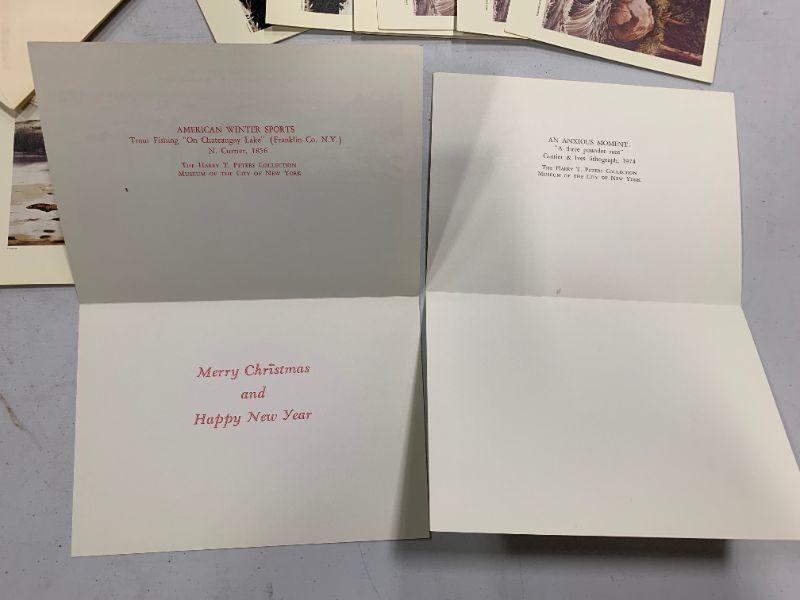 AMERICAN WINTER SPORTS
Trout Fishing "On Chateaugay Lake" (Franklin Co. N.Y.)
N. Currier, 1856
THE HARRY T. PETERS COLLECTION
MUSEUM OF THE CITY OF NEW YORK
Merry Christmas
and
Happy New Year
AN ANXIOUS MOMENT
"A three pounder sure"
Currier & Ives lithograph, 1874
THE HARRY T. PETERS COLLECTION
MUSEUM OF THE CITY OF NEW YORK